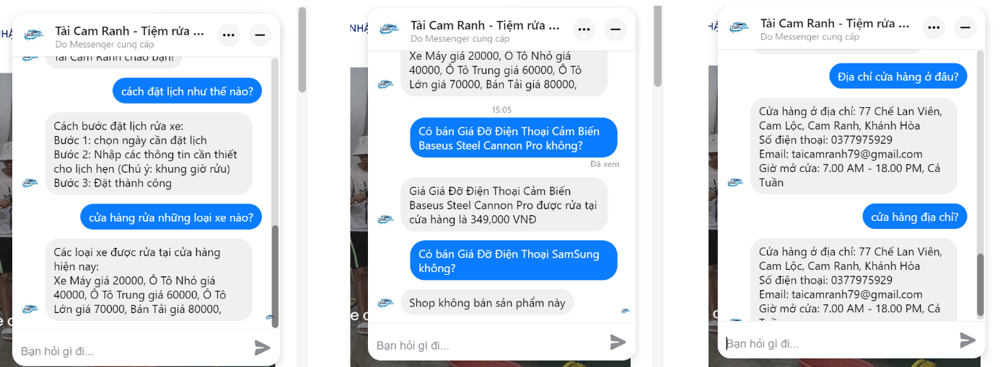 Tài Cam Ranh - Tiệm rửa ...
Do Messenger cung cấp
Tài Cam Ranh chào bạn!
cách đặt lịch như thế nào?
Cách bước đặt lịch rửa xe:
Bước 1: chọn ngày cần đặt lịch
Bước 2: Nhập các thông tin cần thiết
cho lịch hẹn (Chú ý: khung giờ rửu)
Bước 3: Đặt thành công
cửa hàng rửa những loại xe nào?
Các loại xe được rửa tại cửa hàng
hiện nay:
Xe Máy giá 20000, Ô Tô Nhỏ giá
40000, Ô Tô Trung giá 60000, Ô Tô
Lớn giá 70000, Bán Tải giá 80000,
Bạn hỏi gì đi...
Tài Cam Ranh - Tiệm rửa ...
Do Messenger cung cấp
Xe Máy giá 20000, Ô Tô Nhỏ giá
40000, Ô Tô Trung giá 60000, Ô Tô
Lớn giá 70000, Bán Tải giá 80000,
15:05
Có bán Giá Đỡ Điện Thoại Cảm Biến
Baseus Steel Cannon Pro không?
Đã xem
Giá Giá Đỡ Điện Thoại Cảm Biến
Baseus Steel Cannon Pro được rửa tại
cửa hàng là 349,000 VNĐ
Có bán Giá Đỡ Điện Thoại SamSung
không?
Shop không bán sản phẩm này
Bạn hỏi gì đi...
Tài Cam Ranh - Tiệm rửa ...
Do Messenger cung cấp
Địa chỉ cửa hàng ở đâu?
Cửa hàng ở địa chỉ: 77 Chế Lan Viên,
Cam Lộc, Cam Ranh, Khánh Hòa
Số điện thoại: 0377975929
Email: taicamranh79@gmail.com
Giờ mở cửa: 7.00 AM - 18.00 PM, Cả
Tuần
cửa hàng địa chỉ?
Cửa hàng ở địa chỉ: 77 Chế Lan Viên,
Cam Lộc, Cam Ranh, Khánh Hòa
Số điện thoại: 0377975929
Email: taicamranh79@gmail.com
Giờ mở cửa: 7.00 AM - 18.00 PM, Cả
Tuần
Bạn hỏi gì đi...